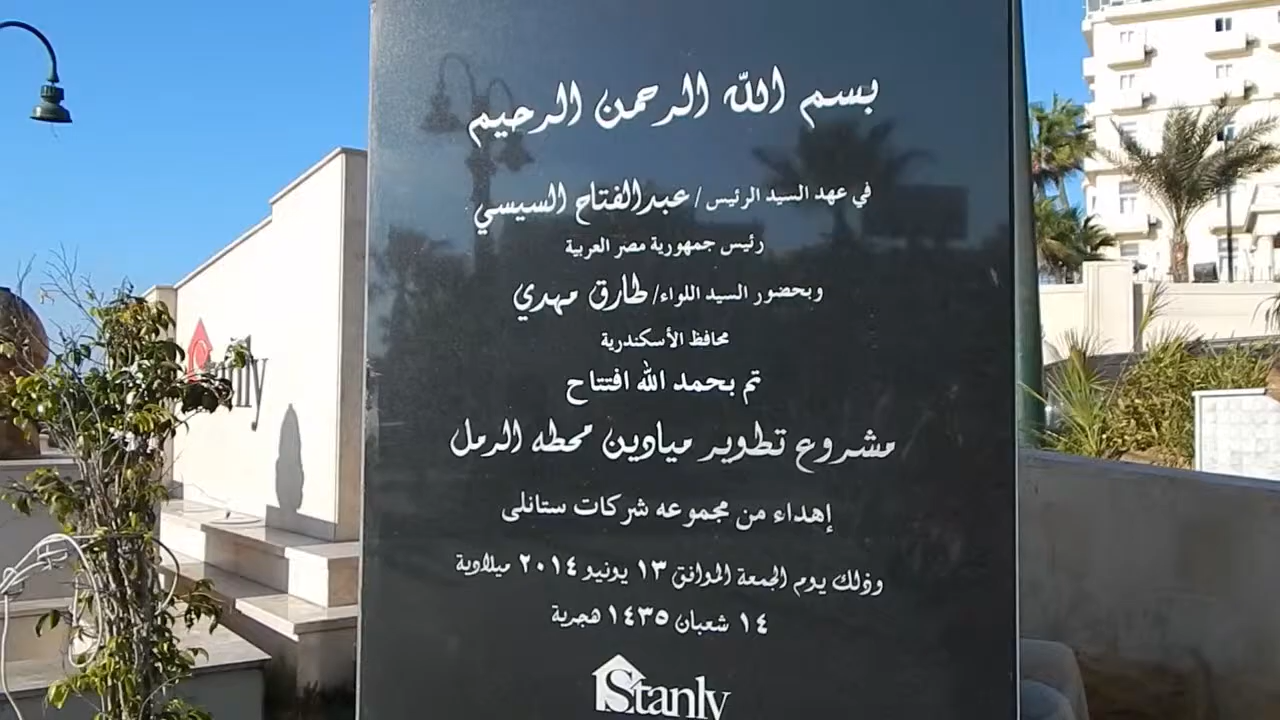 بسم الله الرحمن الرحيم
في عهد السيد الرئيس / عبدالفتاح السيسي
رئيس جمهورية مصر العربية
وبحضور السيد اللواء/ طارق مهدي
محافظ الأسكندرية
تم بحمد الله افتتاح
مشروع تطوير ميادين محطه الرمل
إهداء من مجموعه شركات ستانلى
وذلك يوم الجمعة الموافق ١٣ يونيو ٢٠١٤ ميلادية
١٤ شعبان ١٤٣٥ هجرية
Stanly
Stanly